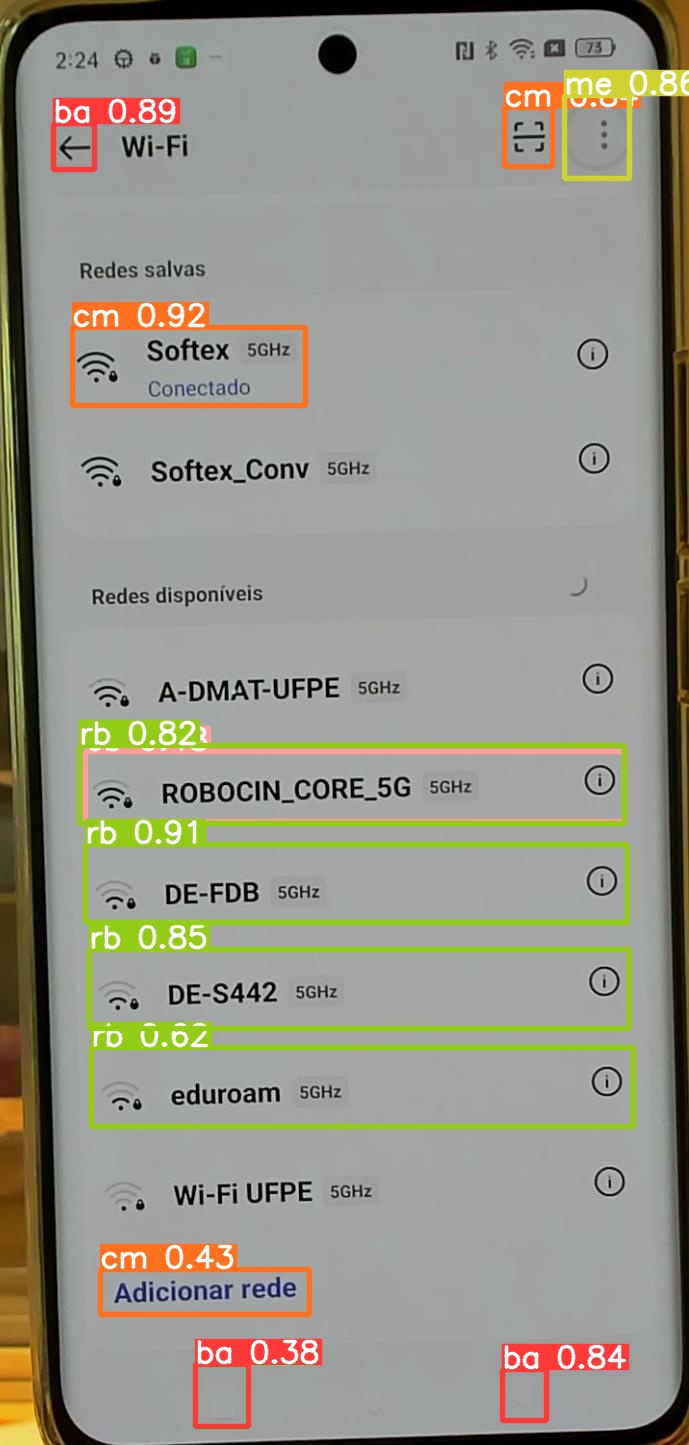 2:24
73
me 0.86
cm
ba 0.89
Wi-Fi
Redes salvas
cm 0.92
Softex 5GHz
Conectado
Softex_Conv 5GHz
Redes disponíveis
A-DMAT-UFPE 5GHz
rb 0.82
ROBOCIN_CORE_5G 5GHz
rb 0.91
DE-FDB 5GHz
rb 0.85
DE-S442 5GHz
rb 0.62
eduroam 5GHz
Wi-Fi UFPE 5GHz
cm 0.43
Adicionar rede
ba 0.38
ba 0.84